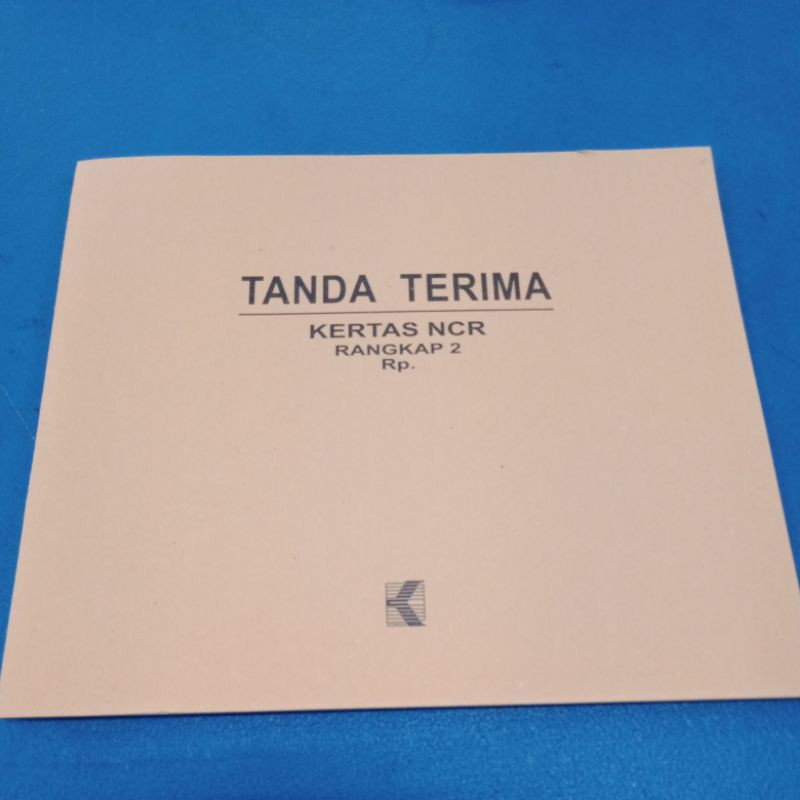 TANDA TERIMA
KERTAS NCR
RANGKAP 2
Rp.